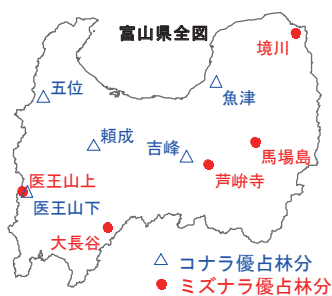 富山県全図
境川
五位
魚津
頼成
吉峰
馬場島
芦峅寺
医王山上
医王山下
大長谷
コナラ優占林分
ミズナラ優占林分